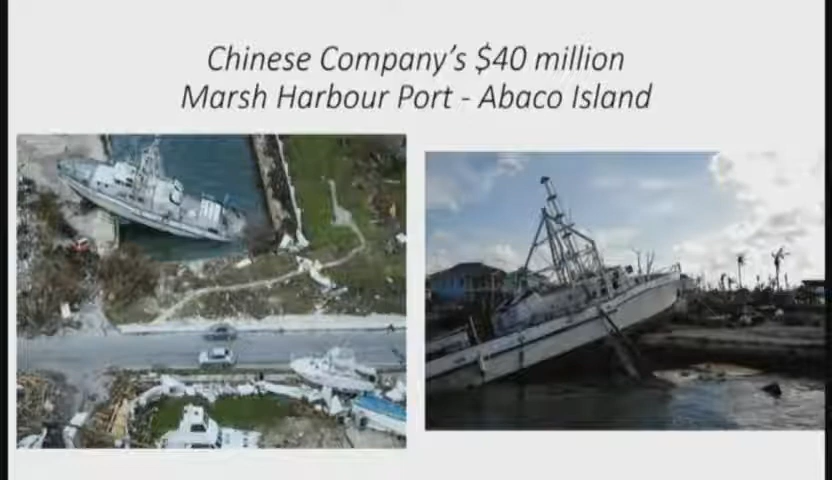 Chinese Company's $40 million
Marsh Harbour Port - Abaco Island